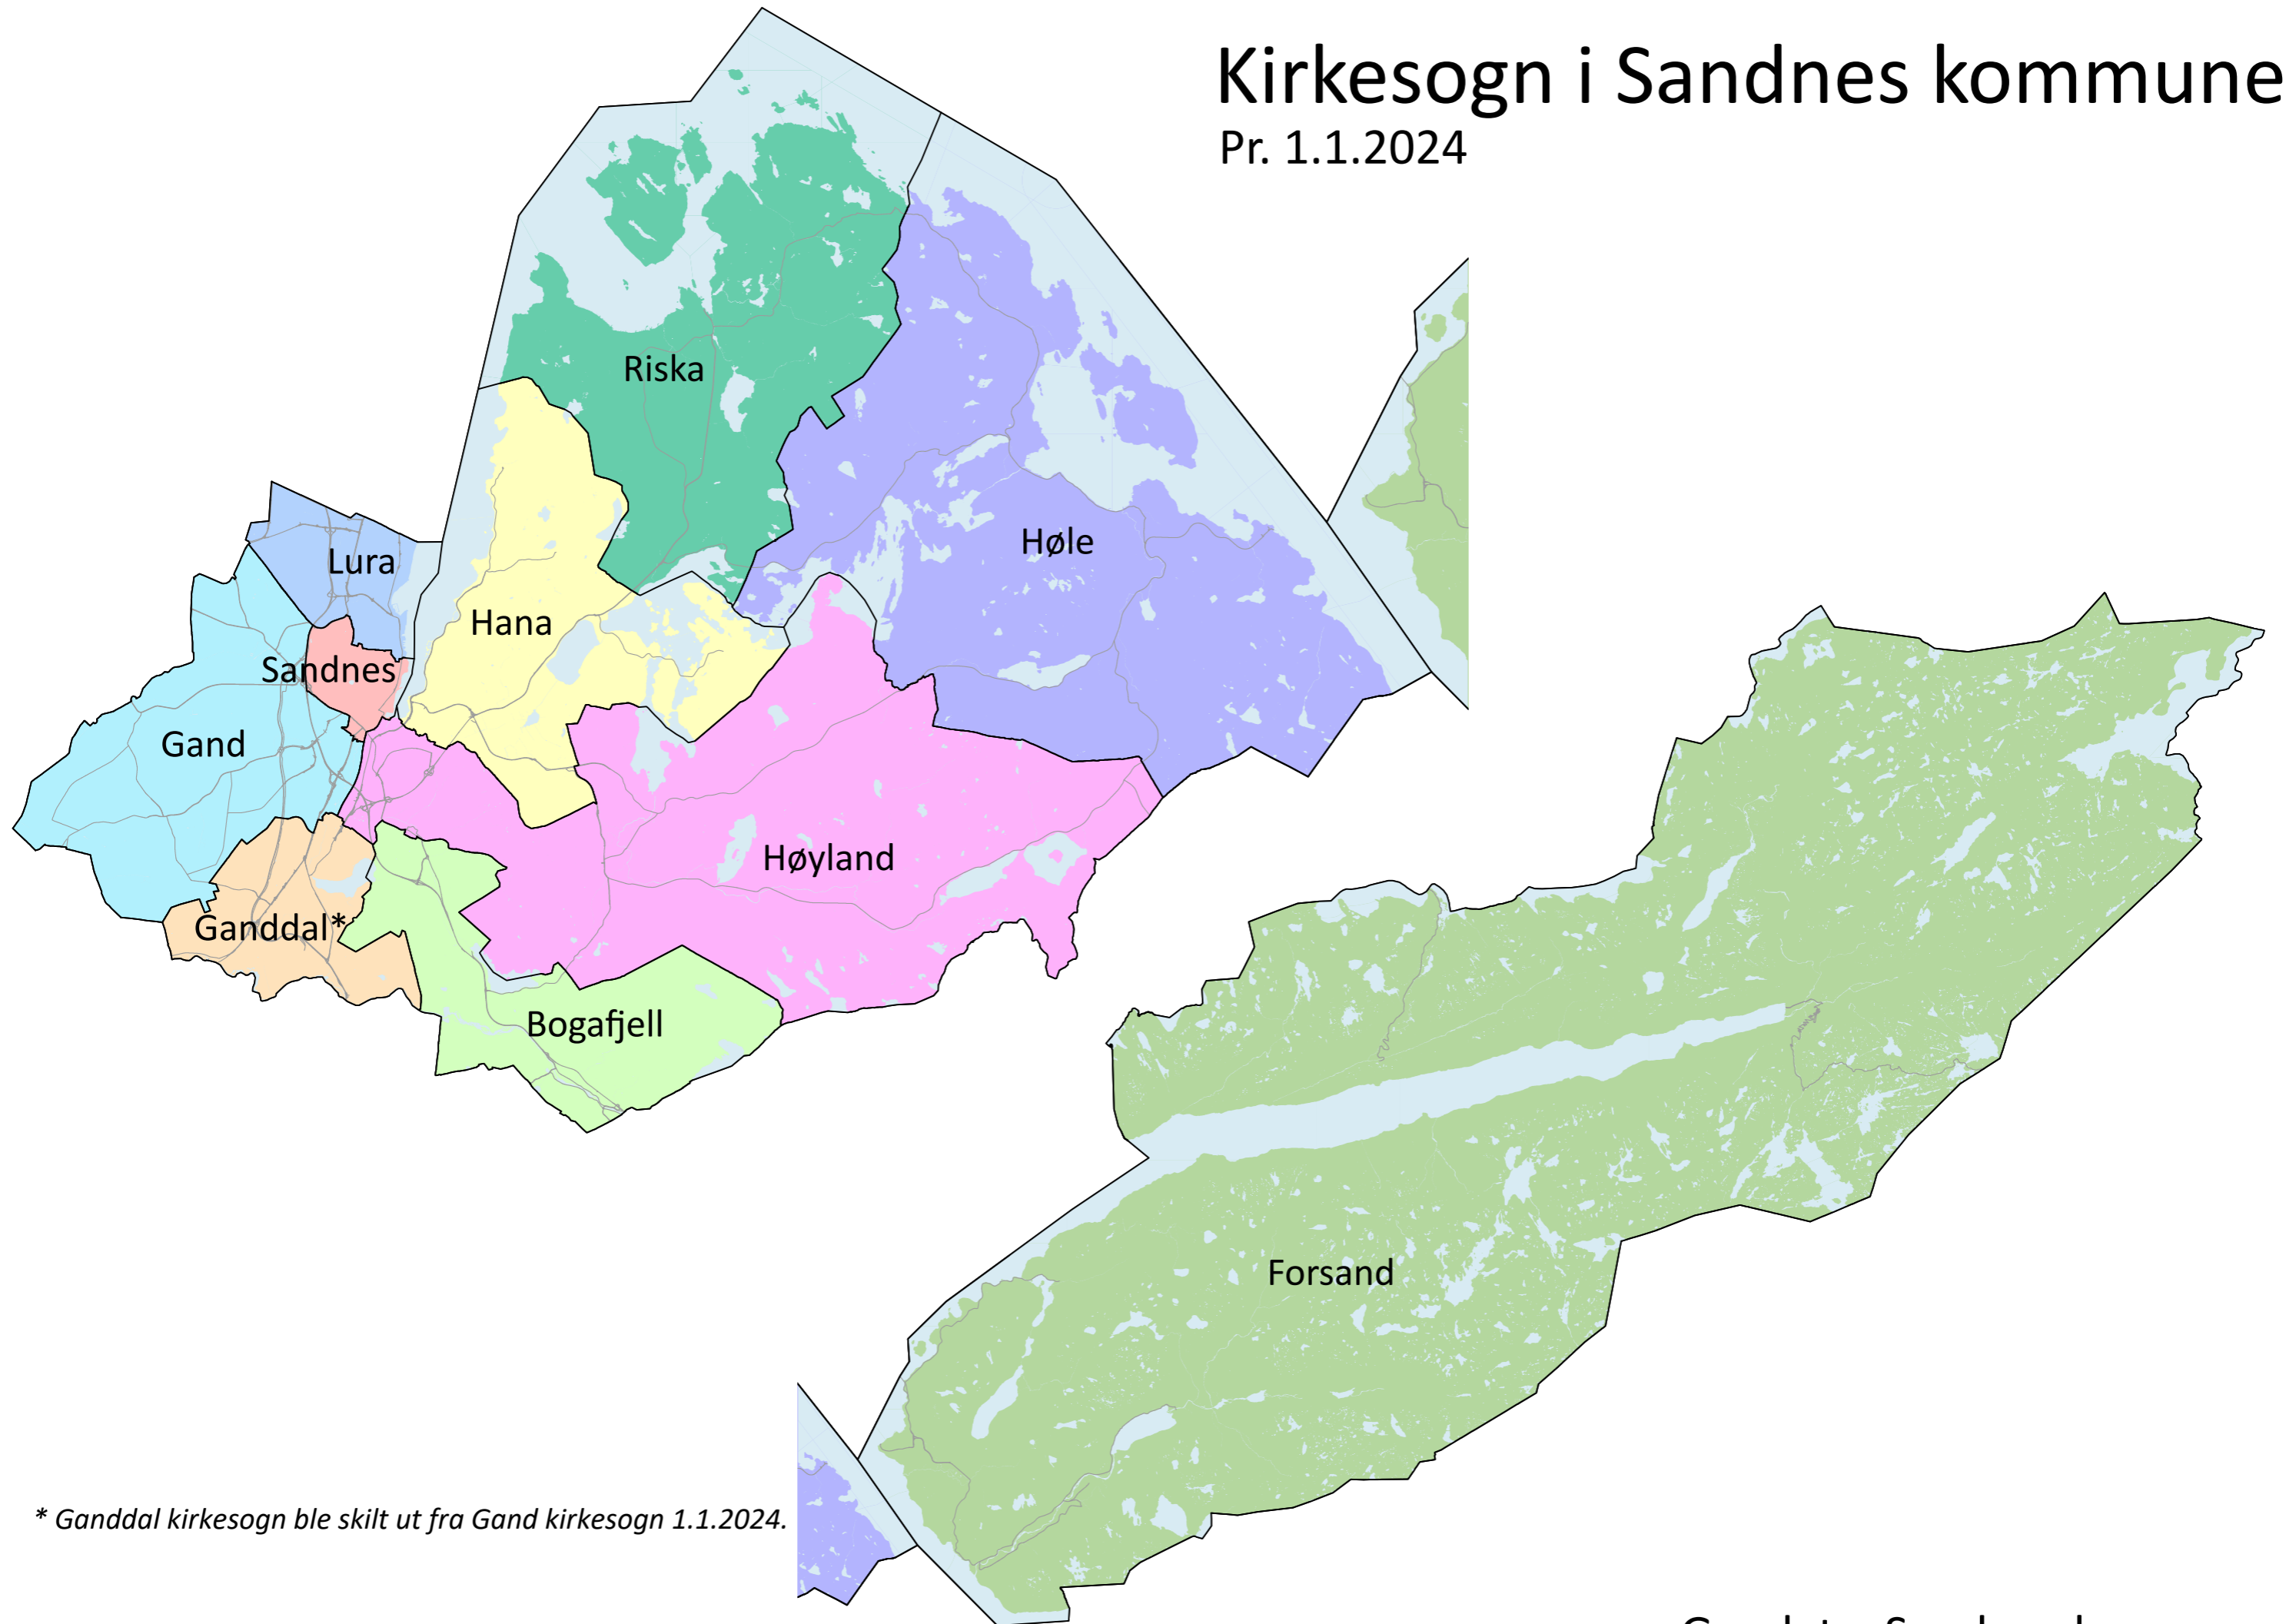 Kirkesogn i Sandnes kommune
Pr. 1.1.2024
Riska
Høle
Lura
Hana
Sandnes
Gand
Høyland
Ganddal*
Bogafjell
Forsand
* Ganddal kirkesogn ble skilt ut fra Gand kirkesogn 1.1.2024.